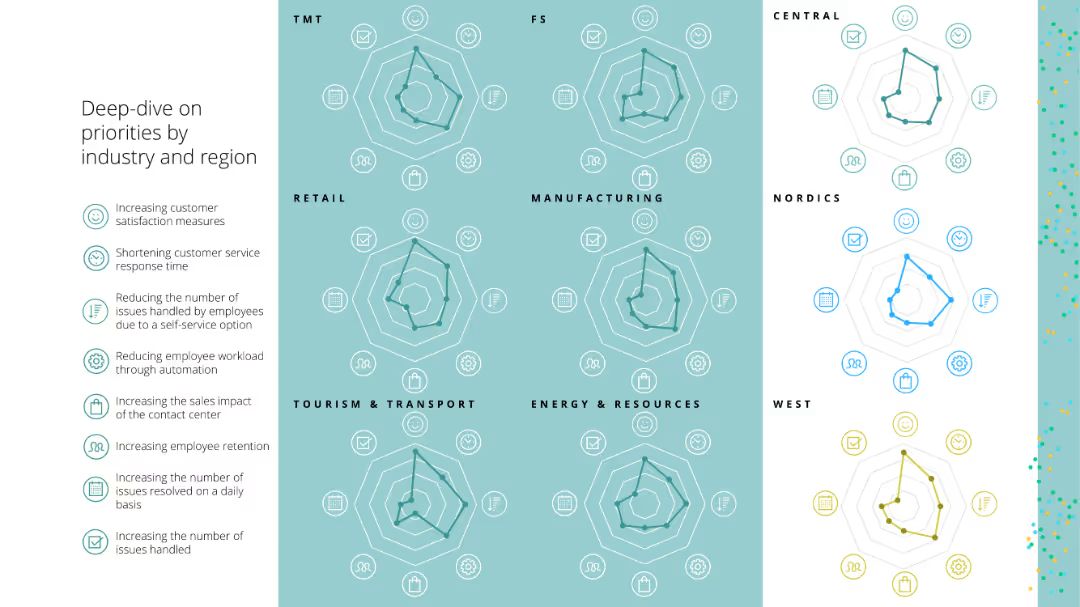 Deep-dive on
priorities by
industry and region
Increasing customer
satisfaction measures
Shortening customer service
response time
Reducing the number of
issues handled by employees
due to a self-service option
Reducing employee workload
through automation
Increasing the sales impact
of the contact center
Increasing employee retention
Increasing the number of
issues resolved on a daily
basis
Increasing the number of
issues handled
TMT
FS
CENTRAL
RETAIL
MANUFACTURING
NORDICS
TOURISM & TRANSPORT
ENERGY & RESOURCES
WEST